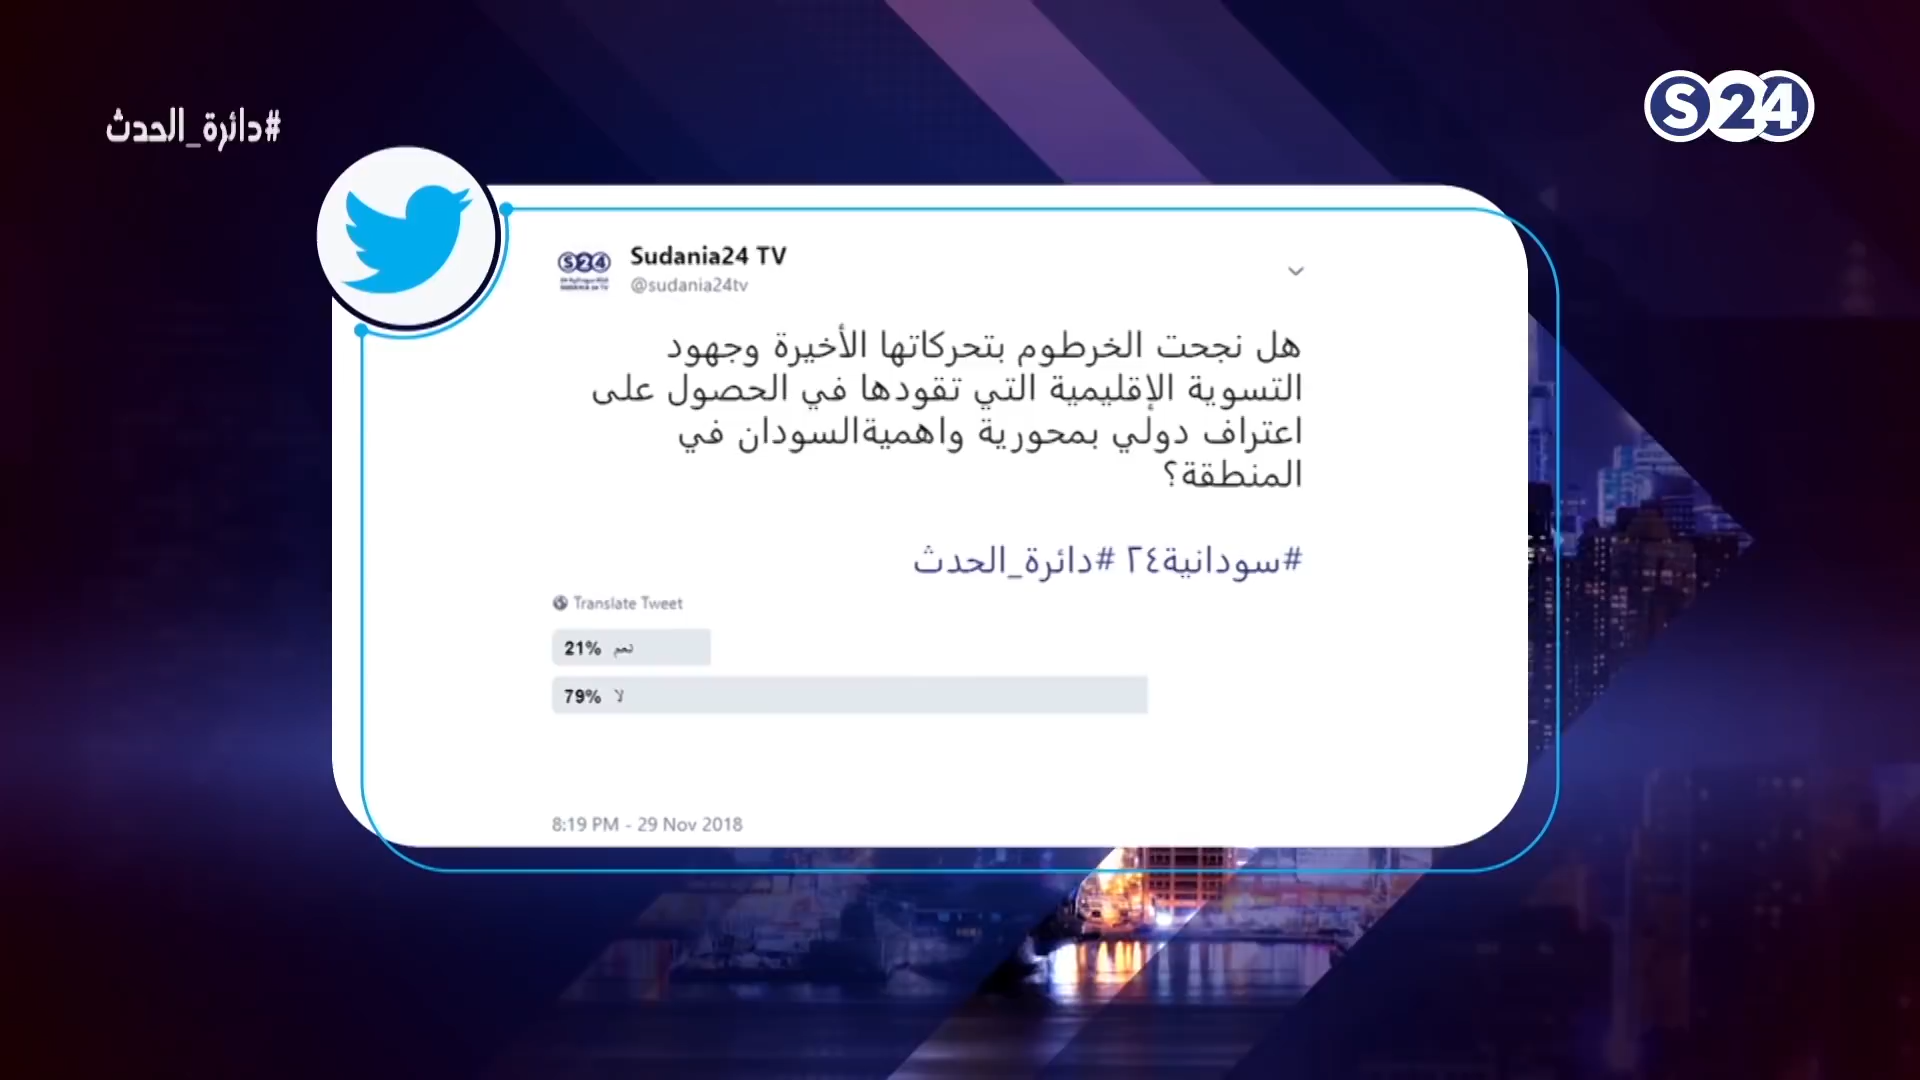 #دائرة_الحدث
S24
Sudania24 TV
@sudania24tv
هل نجحت الخرطوم بتحركاتها الأخيرة وجهود
التسوية الإقليمية التي تقودها في الحصول على
اعتراف دولي بمحورية واهميةالسودان في
المنطقة؟
#سودانية٢٤ #دائرة_الحدث
Translate Tweet
21% نعم
79% لا
8:19 PM - 29 Nov 2018